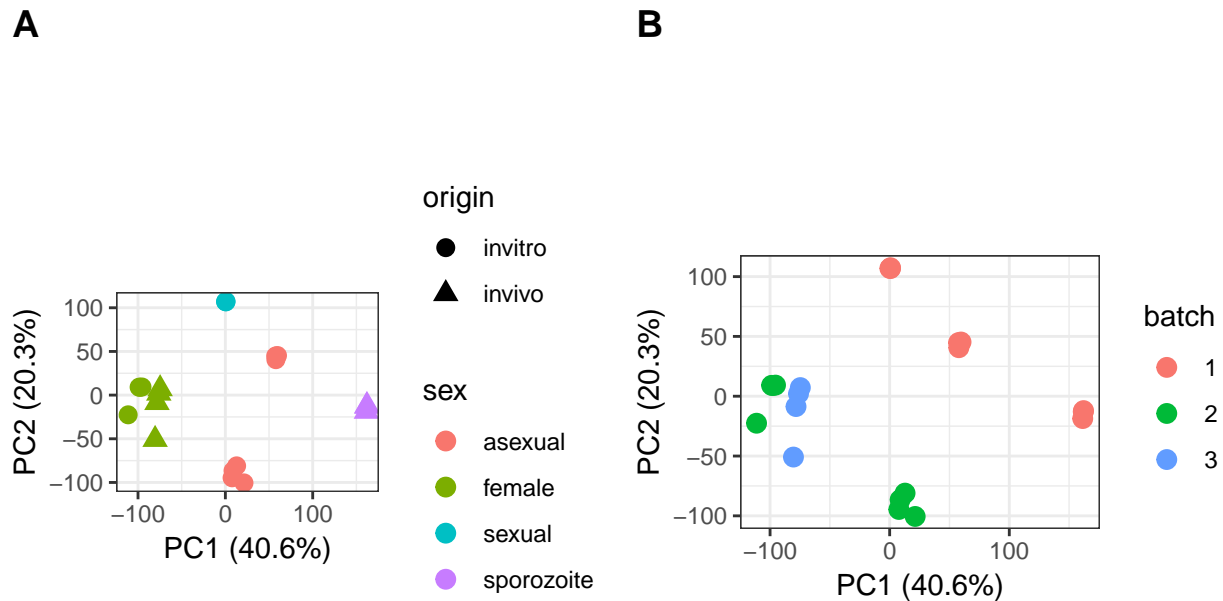 A
origin
invitro
invivo
100
50
0
−50
−100
PC2 (20.3%)
−100
0
100
PC1 (40.6%)
sex
asexual
female
sexual
sporozoite
B
100
50
0
−50
−100
PC2 (20.3%)
−100
0
100
PC1 (40.6%)
batch
1
2
3